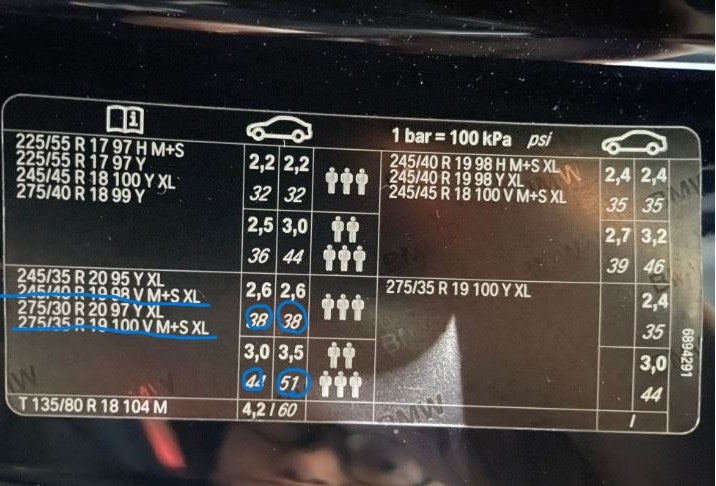 1 bar = 100 kPa psi
225/55 R 17 97 H M+S
225/55 R 17 97 Y
245/45 R 18 100 Y XL
275/40 R 18 99 Y
2,2 2,2
32 32
2,5 3,0
36 44
245/35 R 20 95 Y XL
245/40 R 19 98 V M+S XL
275/30 R 20 97 Y XL
275/35 R 19 100 V M+S XL
2,6 2,6
38 38
3,0 3,5
44 51
T 135/80 R 18 104 M
4,2 / 60
245/40 R 19 98 H M+S XL
245/40 R 19 98 Y XL
245/45 R 18 100 V M+S XL
2,4 2,4
35 35
2,7 3,2
39 46
275/35 R 19 100 Y XL
2,4
35
3,0
44
/
6894291
BMW
BMW
BMW